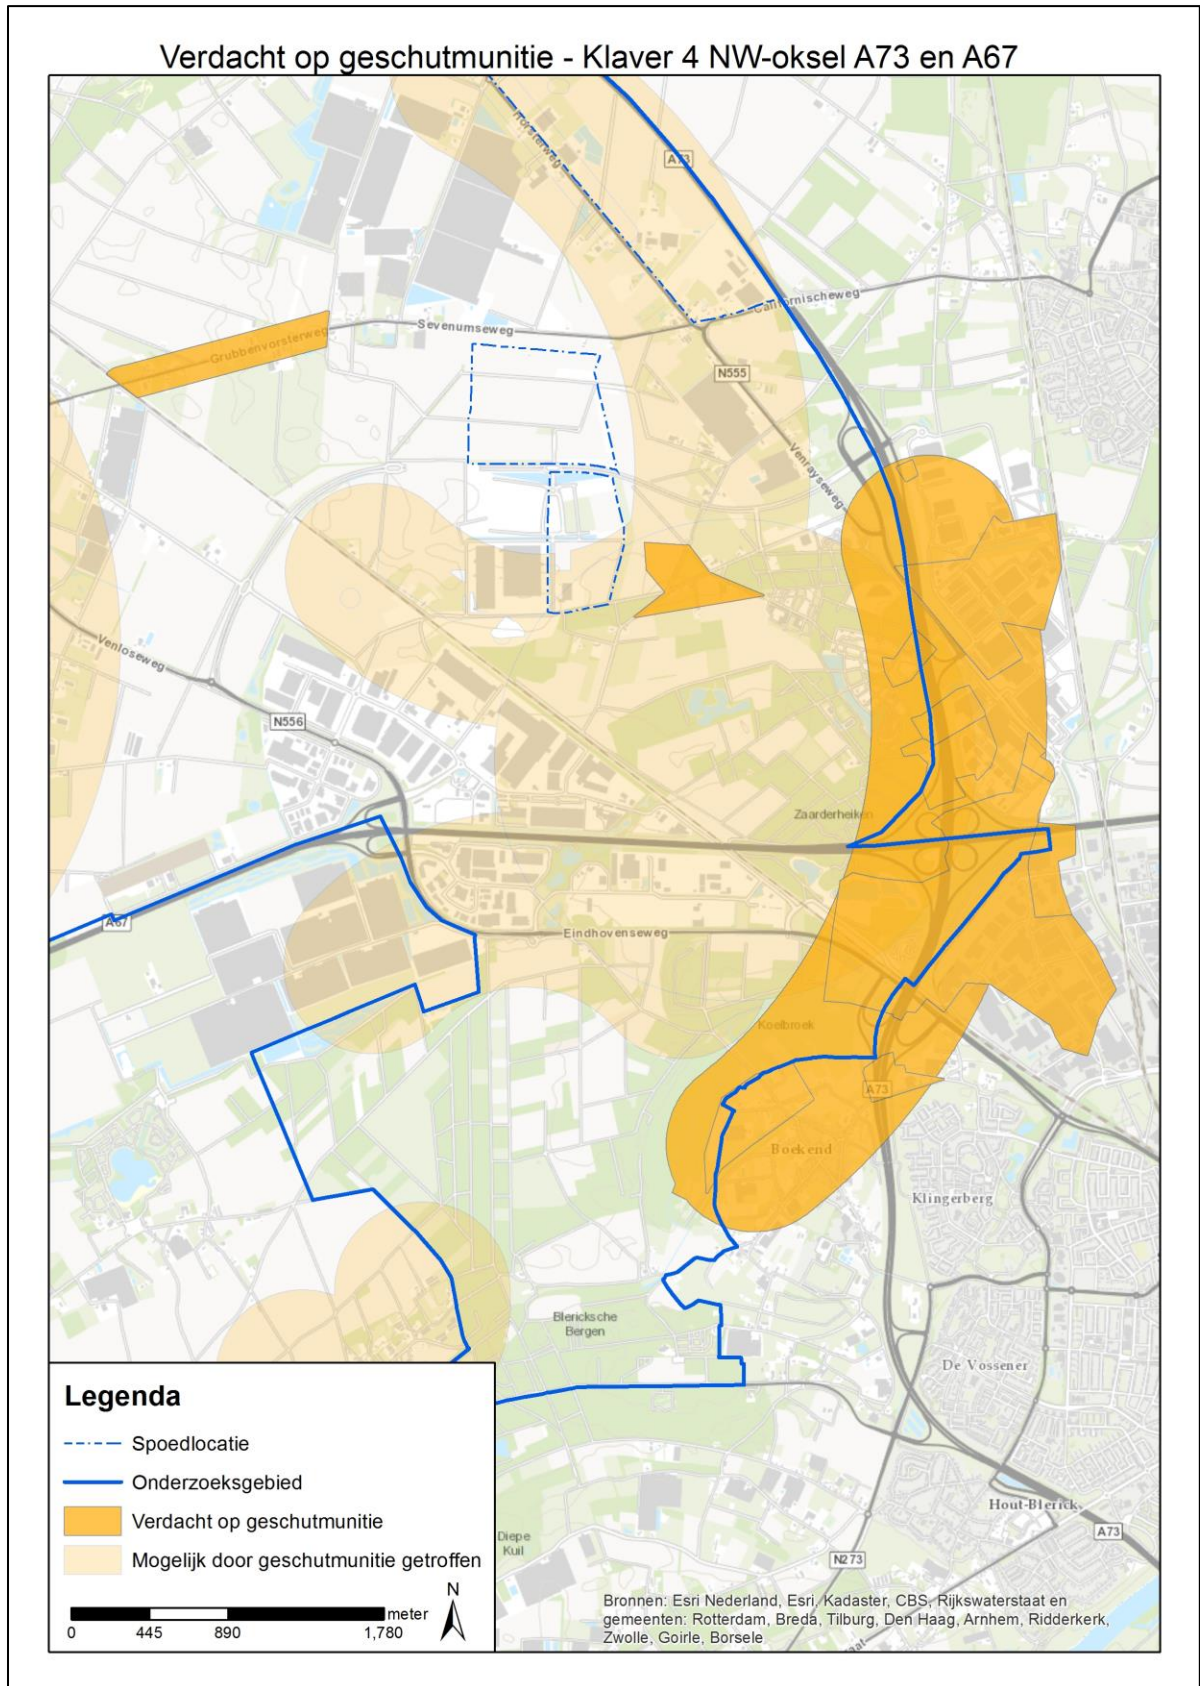 Verdacht op geschutmunitie - Klaver 4 NW-oksel A73 en A67
Horsterweg
A73
Californischeweg
Sevenumseweg
Grubbenvorsterweg
N555
Venrayseweg
Venloseweg
N556
Zaarderheiken
A67
Eindhovenseweg
Koelbroek
A73
Boekend
Klingerberg
Blericksche
Bergen
De Vossener
Hout-Blerick
A73
Diepe
Kuil
N273
Legenda
Spoedlocatie
Onderzoeksgebied
Verdacht op geschutmunitie
Mogelijk door geschutmunitie getroffen
N
meter
0 445 890 1,780
Bronnen: Esri Nederland, Esri, Kadaster, CBS, Rijkswaterstaat en
gemeenten: Rotterdam, Breda, Tilburg, Den Haag, Arnhem, Ridderkerk,
Zwolle, Goirle, Borsele